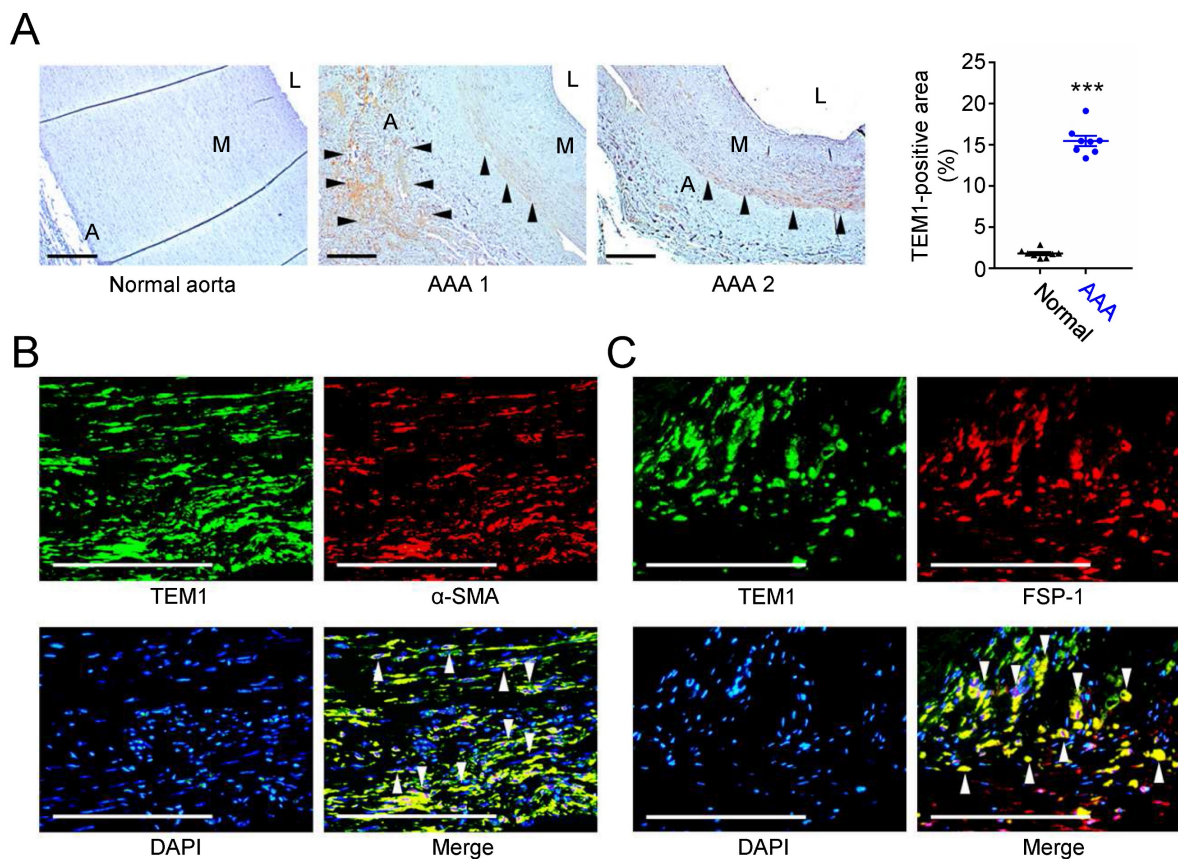 A
L
M
A
Normal aorta
A
M
AAA 1
L
M
A
AAA 2
TEM1-positive area
(%)
25
20
15
10
5
0
***
Normal
AAA
B
TEM1
α-SMA
DAPI
Merge
C
TEM1
FSP-1
DAPI
Merge